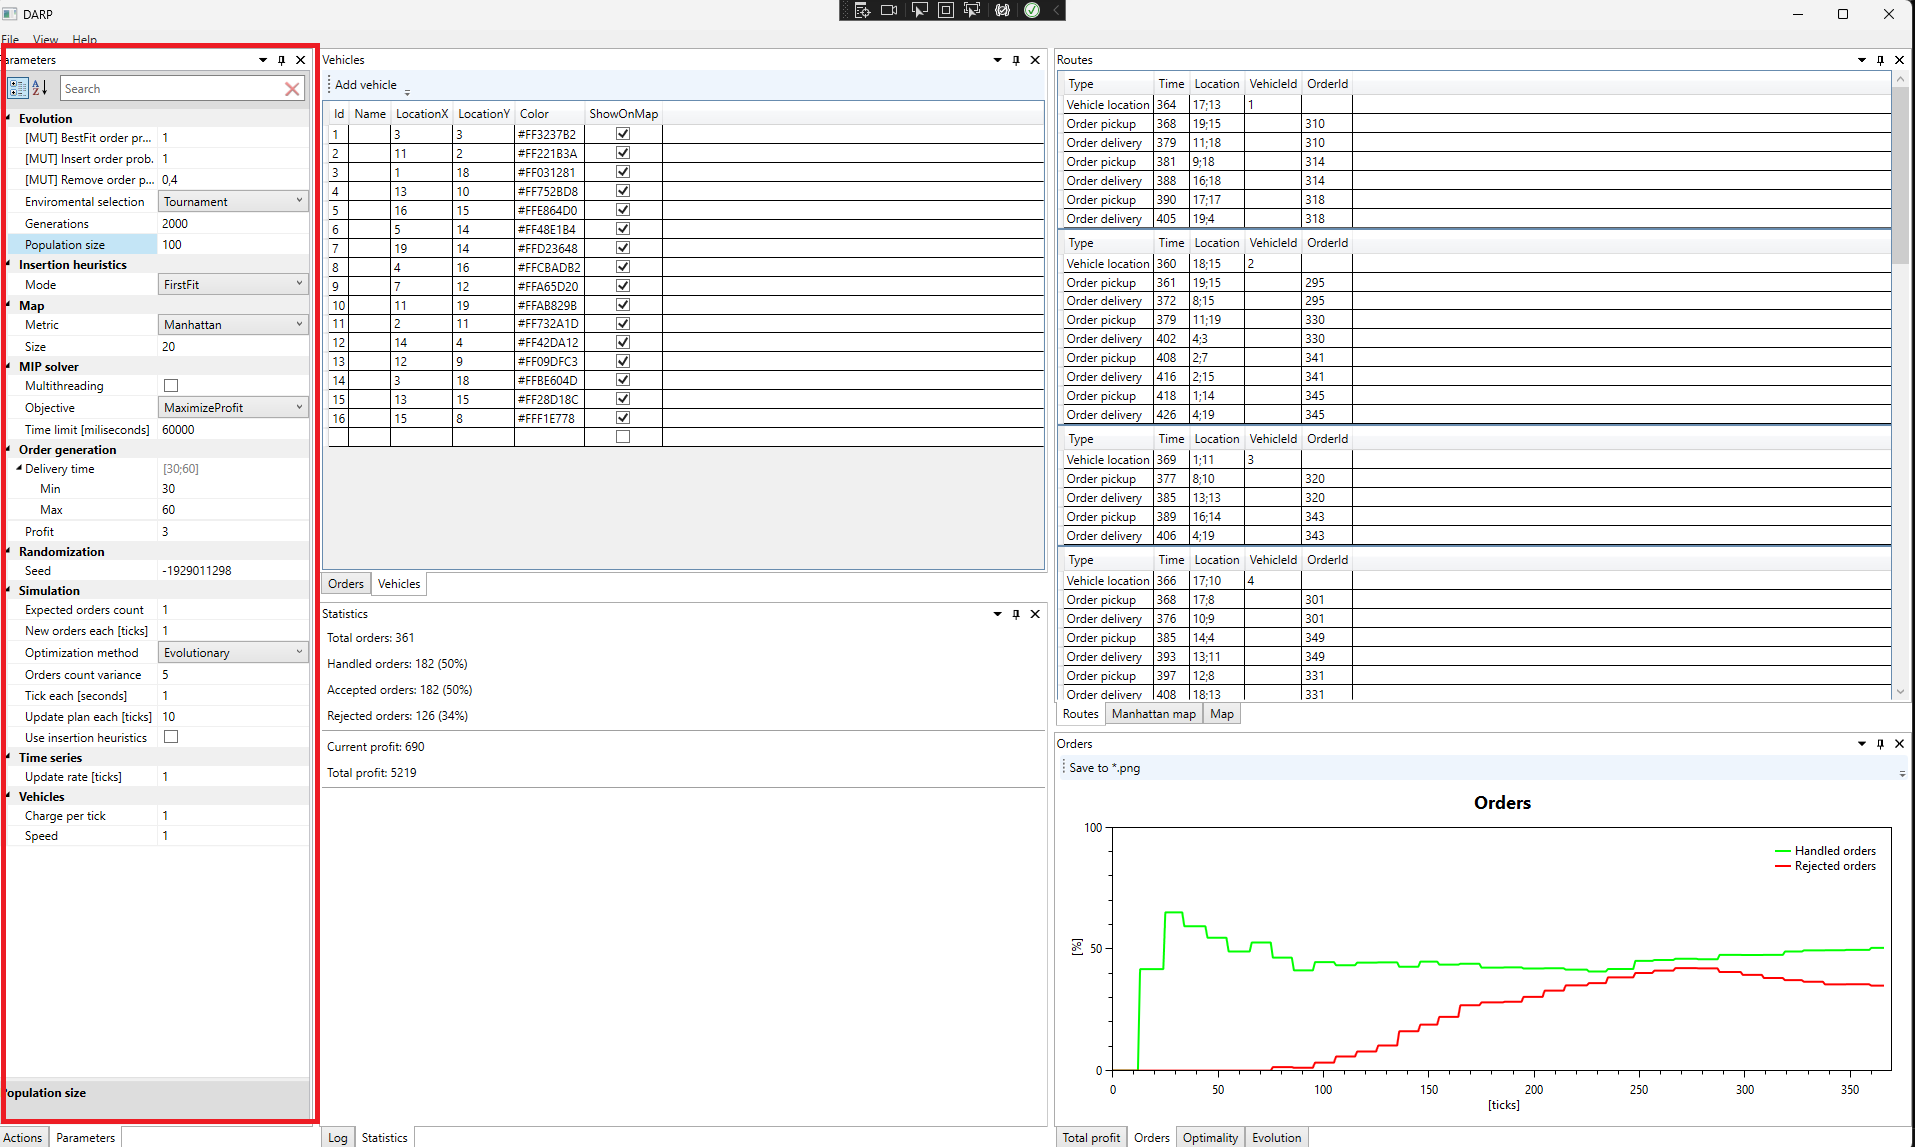 DARP
File View Help
Parameters
Search
Evolution
[MUT] BestFit order pr... 1
[MUT] Insert order prob. 1
[MUT] Remove order p... 0,4
Enviromental selection Tournament
Generations 2000
Population size 100
Insertion heuristics
Mode FirstFit
Map
Metric Manhattan
Size 20
MIP solver
Multithreading
Objective MaximizeProfit
Time limit [miliseconds] 60000
Order generation
Delivery time [30;60]
Min 30
Max 60
Profit 3
Randomization
Seed -1929011298
Simulation
Expected orders count 1
New orders each [ticks] 1
Optimization method Evolutionary
Orders count variance 5
Tick each [seconds] 1
Update plan each [ticks] 10
Use insertion heuristics
Time series
Update rate [ticks] 1
Vehicles
Charge per tick 1
Speed 1
Population size
Actions Parameters
Vehicles
Add vehicle
Id Name LocationX LocationY Color ShowOnMap
1 3 3 #FF3237B2
2 11 2 #FF221B3A
3 1 18 #FF031281
4 13 10 #FF752BD8
5 16 15 #FFE864D0
6 5 14 #FF48E1B4
7 19 14 #FFD23648
8 4 16 #FFCBADB2
9 7 12 #FFA65D20
10 11 19 #FFAB829B
11 2 11 #FF732A1D
12 14 4 #FF42DA12
13 12 9 #FF09DFC3
14 3 18 #FFBE604D
15 13 15 #FF28D18C
16 15 8 #FFF1E778
Orders Vehicles
Statistics
Total orders: 361
Handled orders: 182 (50%)
Accepted orders: 182 (50%)
Rejected orders: 126 (34%)
Current profit: 690
Total profit: 5219
Log Statistics
Routes
Type Time Location VehicleId OrderId
Vehicle location 364 17;13 1
Order pickup 368 19;15 310
Order delivery 379 11;18 310
Order pickup 381 9;18 314
Order delivery 388 16;18 314
Order pickup 390 17;17 318
Order delivery 405 19;4 318
Type Time Location VehicleId OrderId
Vehicle location 360 18;15 2
Order pickup 361 19;15 295
Order delivery 372 8;15 295
Order pickup 379 11;19 330
Order delivery 402 4;3 330
Order pickup 408 2;7 341
Order delivery 416 2;15 341
Order pickup 418 1;14 345
Order delivery 426 4;19 345
Type Time Location VehicleId OrderId
Vehicle location 369 1;11 3
Order pickup 377 8;10 320
Order delivery 385 13;13 320
Order pickup 389 16;14 343
Order delivery 406 4;19 343
Type Time Location VehicleId OrderId
Vehicle location 366 17;10 4
Order pickup 368 17;8 301
Order delivery 376 10;9 301
Order pickup 385 14;4 349
Order delivery 393 13;11 349
Order pickup 397 12;8 331
Order delivery 408 18;13 331
Routes Manhattan map Map
Orders
Save to *.png
Orders
100
Handled orders
Rejected orders
[%] 50
0
0 50 100 150 200 250 300 350
[ticks]
Total profit Orders Optimality Evolution